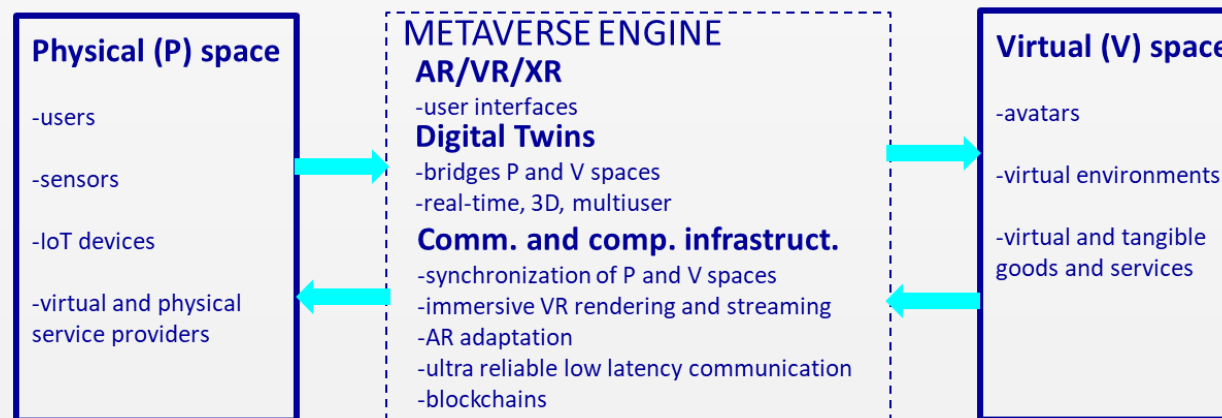 Physical (P) space
-users
-sensors
-IoT devices
-virtual and physical
service providers
METAVERSE ENGINE
AR/VR/XR
-user interfaces
Digital Twins
-bridges P and V spaces
-real-time, 3D, multiuser
Comm. and comp. infrastruct.
-synchronization of P and V spaces
-immersive VR rendering and streaming
-AR adaptation
-ultra reliable low latency communication
-blockchains
Virtual (V) space
-avatars
-virtual environments
-virtual and tangible
goods and services